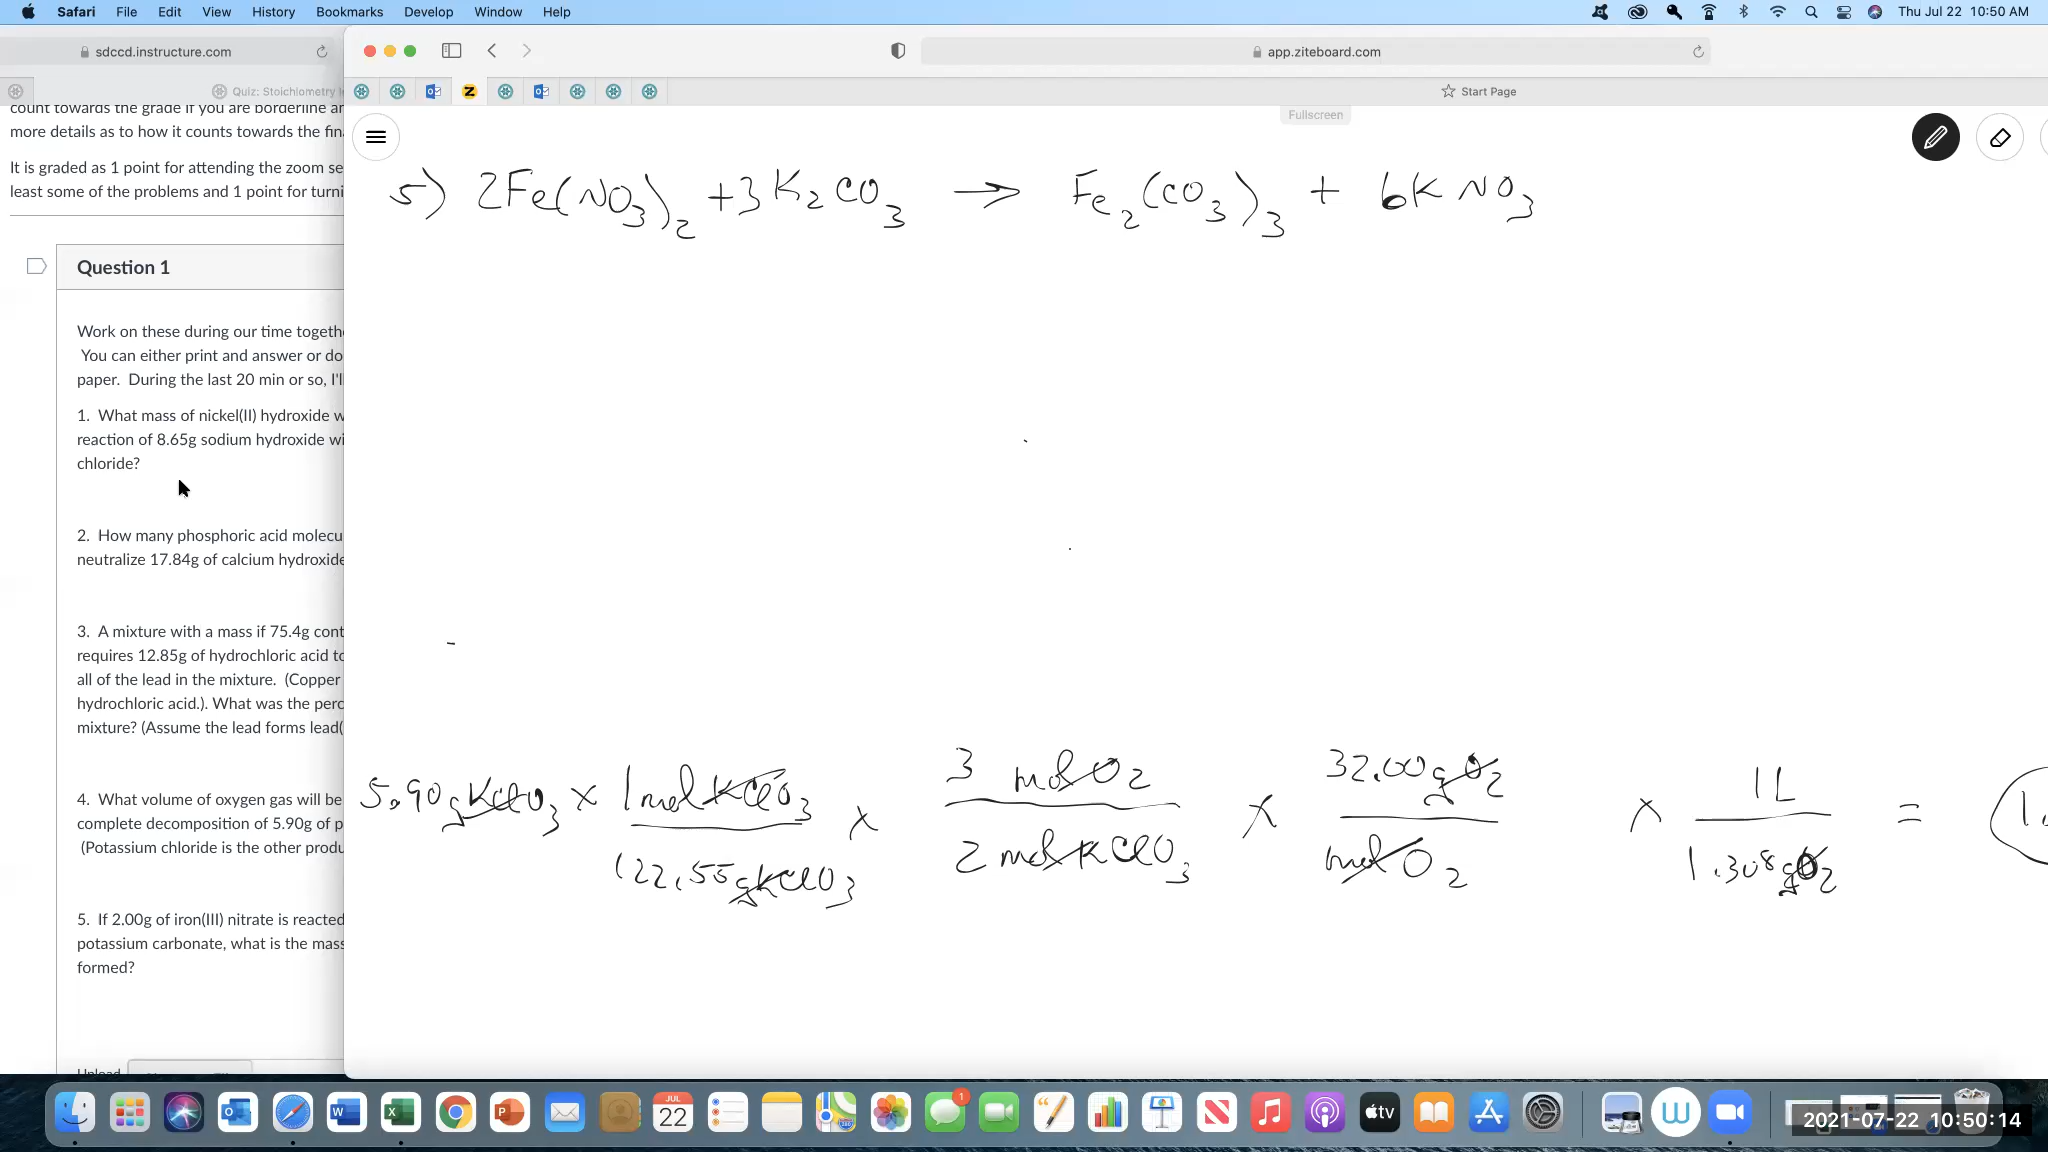 Safari File Edit View History Bookmarks Develop Window Help Thu Jul 22 10:50 AM
sdccd.instructure.com
app.ziteboard.com
Quiz: Stoichiometry
Start Page
Fullscreen
count towards the grade if you are borderline
more details as to how it counts towards the
It is graded as 1 point for attending the zoom
least some of the problems and 1 point for
Question 1
Work on these during our time
You can either print and answer or do
paper. During the last 20 min or so,
1. What mass of nickel(II) hydroxide
reaction of 8.65g sodium hydroxide
chloride?
2. How many phosphoric acid
neutralize 17.84g of calcium hydroxide
3. A mixture with a mass if 75.4g
requires 12.85g of hydrochloric acid
all of the lead in the mixture. (Copper
hydrochloric acid.). What was the
mixture? (Assume the lead forms lead(
4. What volume of oxygen gas will be
complete decomposition of 5.90g of
(Potassium chloride is the other
5. If 2.00g of iron(III) nitrate is reacted
potassium carbonate, what is the mass
formed?
Upload
5) 2Fe(NO3)2 + 3K2CO3 → Fe2(CO3)3 + 6KNO3
5.90g KClO3 × 1 mol KClO3 / 122.55g KClO3 × 3 mol O2 / 2 mol KClO3 × 32.00g O2 / mol O2 × 1L / 1.308g O2 =
JUL
22
1
tv
2021-07-22 10:50:14